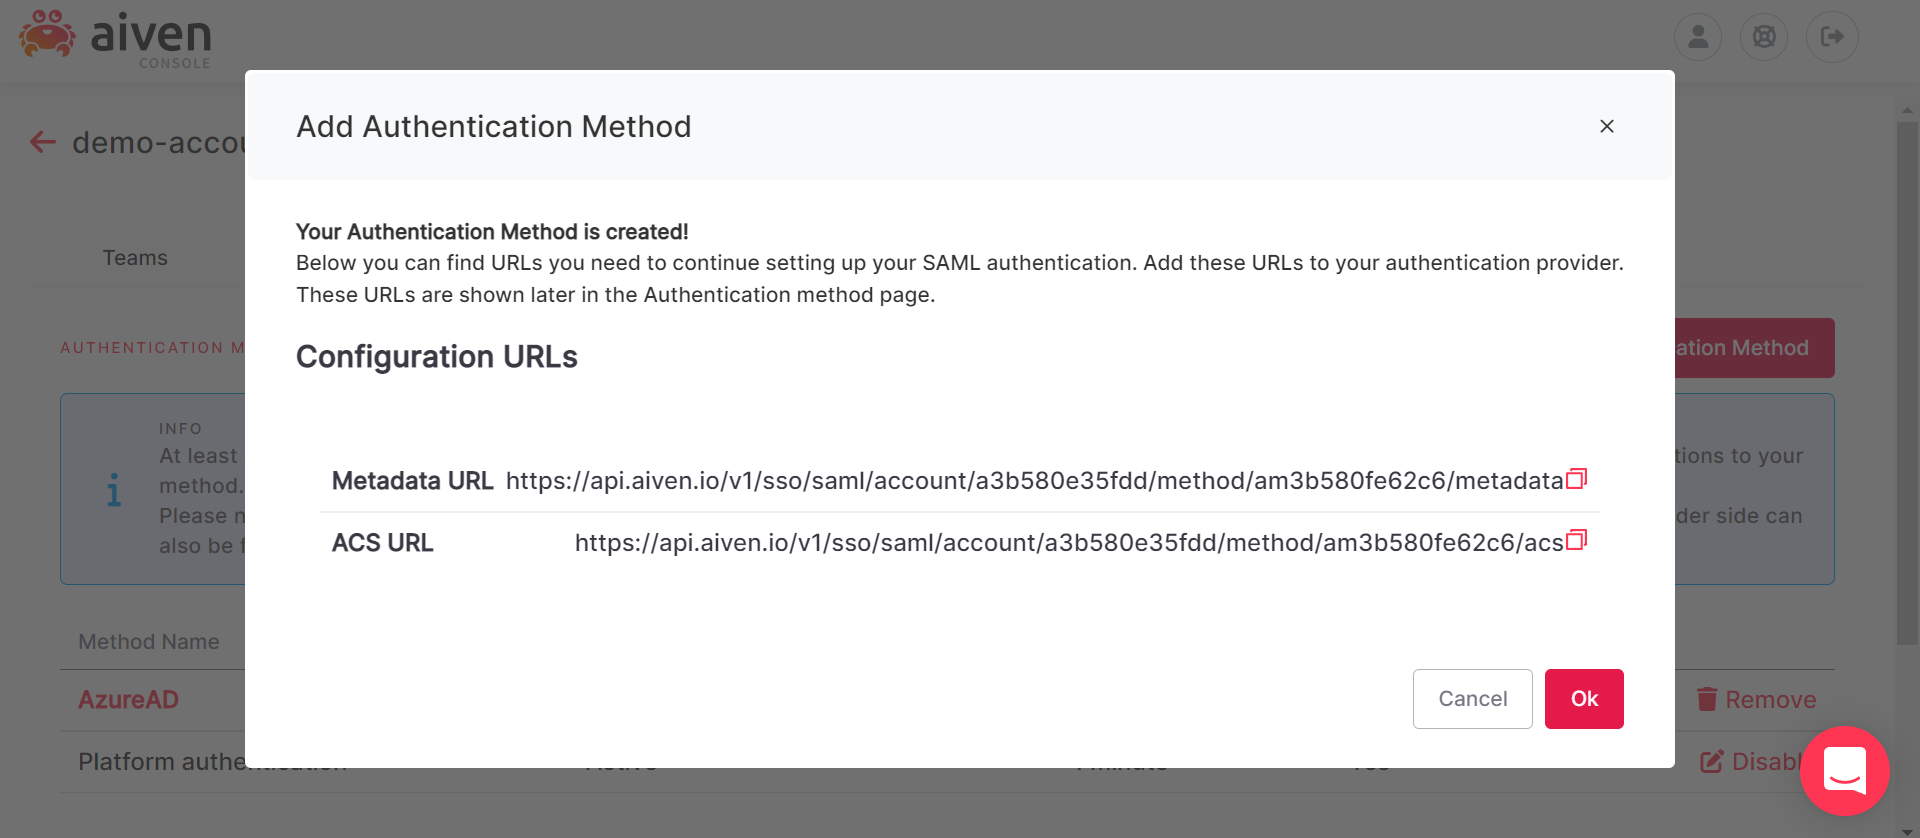 aiven
CONSOLE
Add Authentication Method
demo-accou
Your Authentication Method is created!
Below you can find URLs you need to continue setting up your SAML authentication. Add these URLs to your authentication provider.
These URLs are shown later in the Authentication method page.
Teams
AUTHENTICATION M
ation Method
Configuration URLs
INFO
At least
tions to your
method.
Please n
der side can
also be f
Metadata URL https://api.aiven.io/v1/sso/saml/account/a3b580e35fdd/method/am3b580fe62c6/metadata
ACS URL https://api.aiven.io/v1/sso/saml/account/a3b580e35fdd/method/am3b580fe62c6/acs
Method Name
AzureAD
Remove
Cancel
Ok
Platform authentication
Disabl